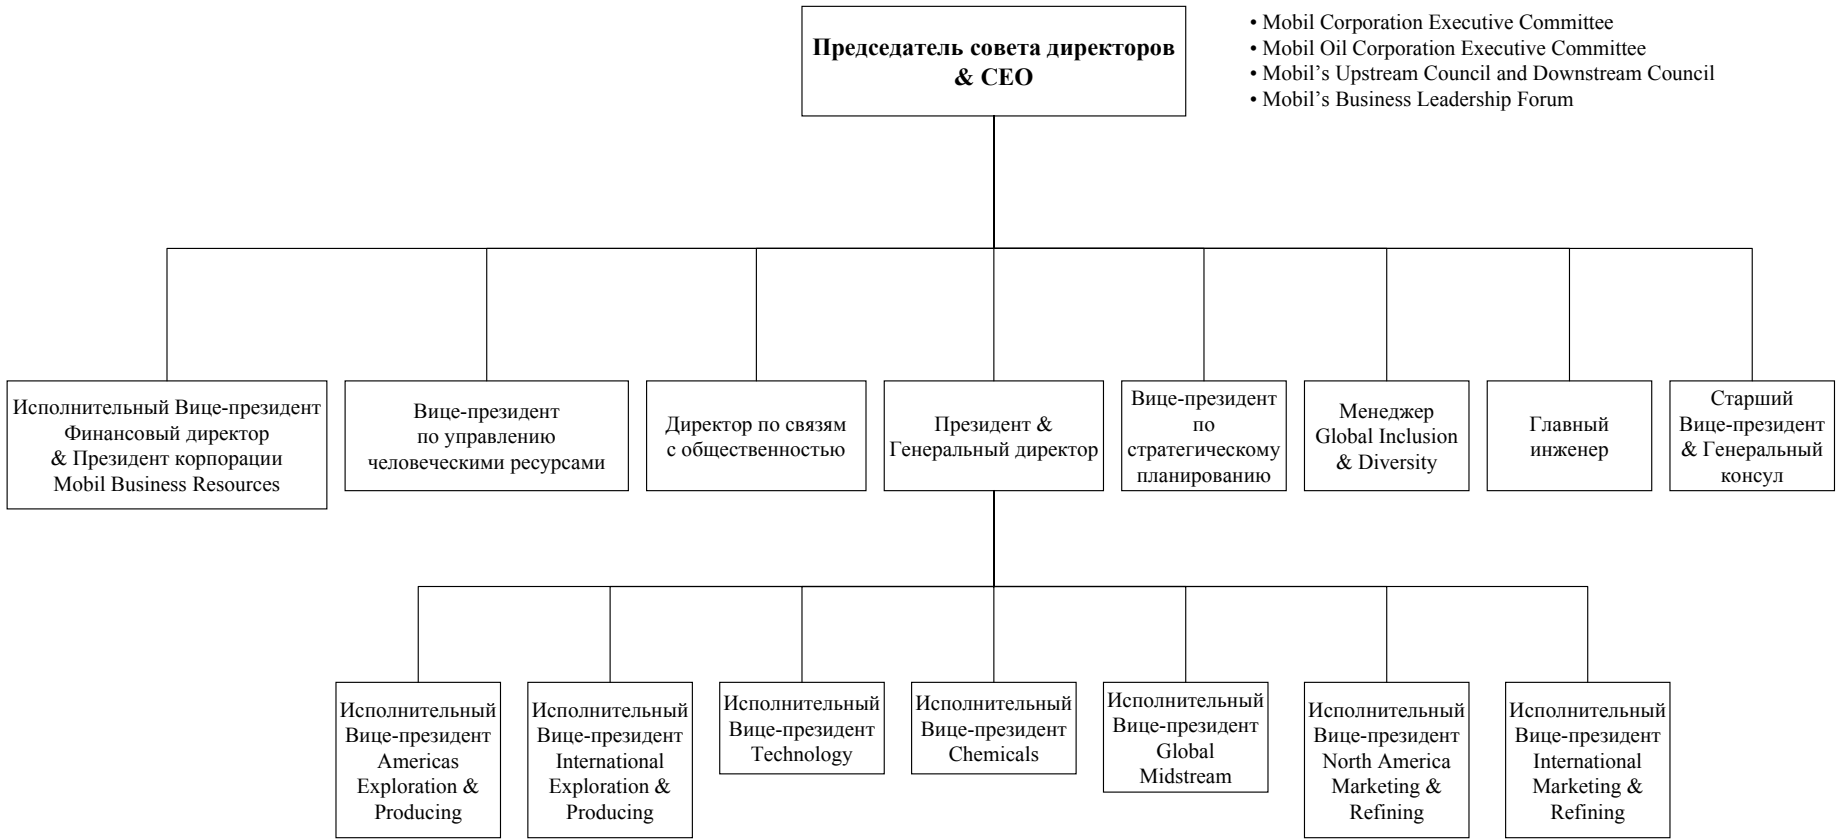 Председатель совета директоров
& CEO
• Mobil Corporation Executive Committee
• Mobil Oil Corporation Executive Committee
• Mobil’s Upstream Council and Downstream Council
• Mobil’s Business Leadership Forum
Исполнительный Вице-президент
Финансовый директор
& Президент корпорации
Mobil Business Resources
Вице-президент
по управлению
человеческими ресурсами
Директор по связям
с общественностью
Президент &
Генеральный директор
Вице-президент
по
стратегическому
планированию
Менеджер
Global Inclusion
& Diversity
Главный
инженер
Старший
Вице-президент
& Генеральный
консул
Исполнительный
Вице-президент
Americas
Exploration &
Producing
Исполнительный
Вице-президент
International
Exploration &
Producing
Исполнительный
Вице-президент
Technology
Исполнительный
Вице-президент
Chemicals
Исполнительный
Вице-президент
Global
Midstream
Исполнительный
Вице-президент
North America
Marketing &
Refining
Исполнительный
Вице-президент
International
Marketing &
Refining